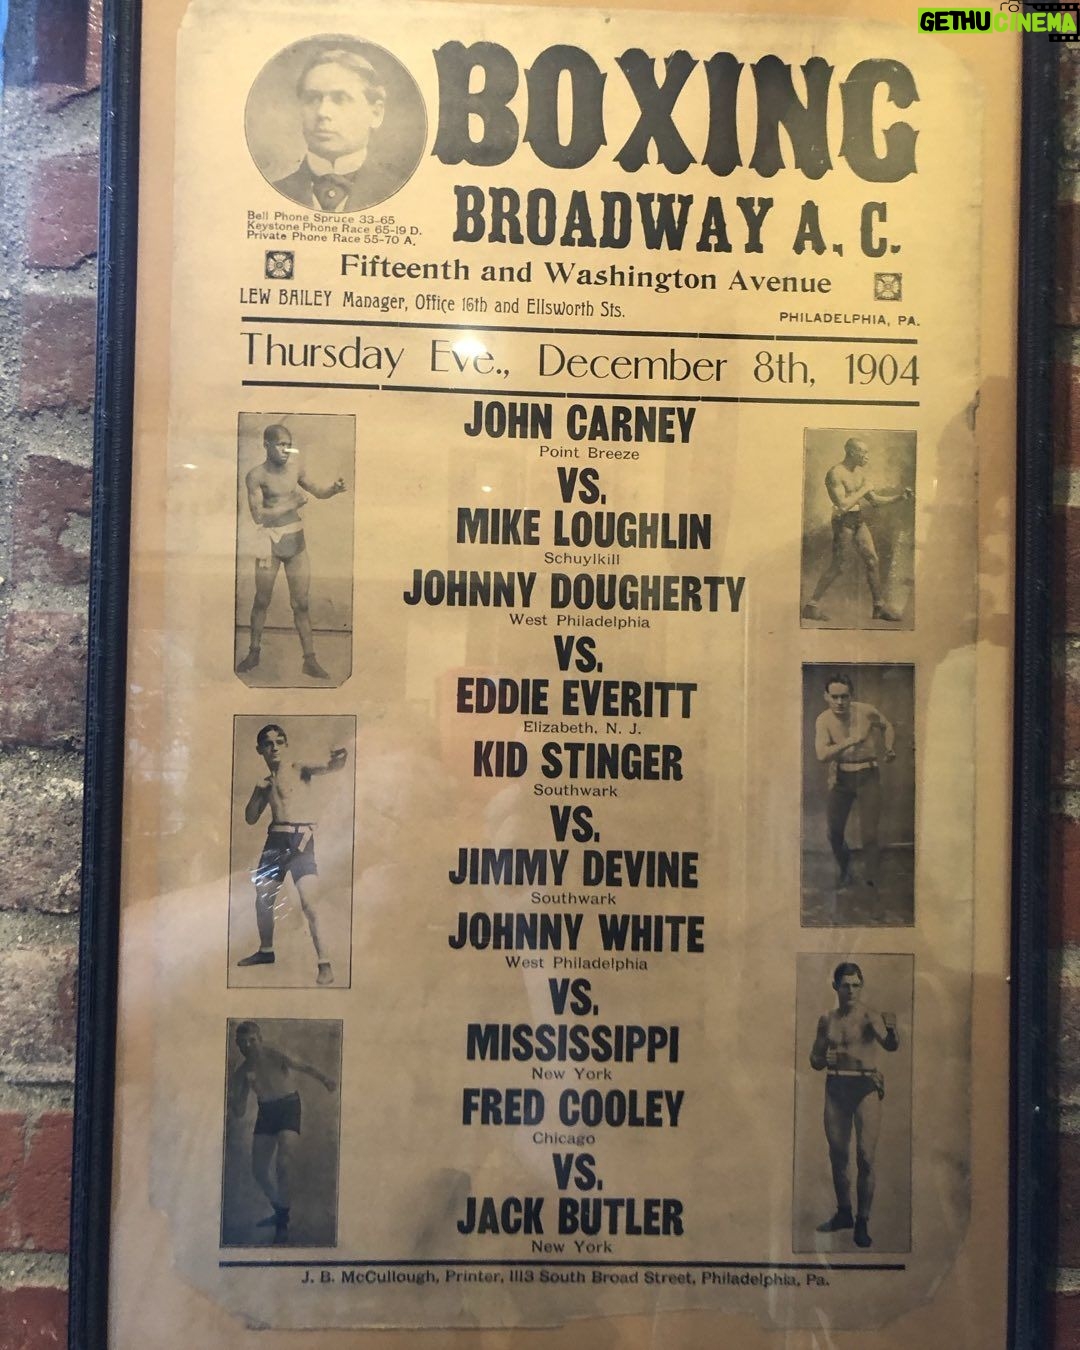 GETHUCINEMA
BOXING
BROADWAY A. C.
Bell Phone Spruce 33-65
Keystone Phone Race 65-19 D.
Private Phone Race 55-70 A.
Fifteenth and Washington Avenue
LEW BAILEY Manager, Office 16th and Ellsworth Sts.
PHILADELPHIA, PA.
Thursday Eve., December 8th, 1904
JOHN CARNEY
Point Breeze
VS.
MIKE LOUGHLIN
Schuylkill
JOHNNY DOUGHERTY
West Philadelphia
VS.
EDDIE EVERITT
Elizabeth, N. J.
KID STINGER
Southwark
VS.
JIMMY DEVINE
Southwark
JOHNNY WHITE
West Philadelphia
VS.
MISSISSIPPI
New York
FRED COOLEY
Chicago
VS.
JACK BUTLER
New York
J. B. McCullough, Printer, 1113 South Broad Street, Philadelphia, Pa.